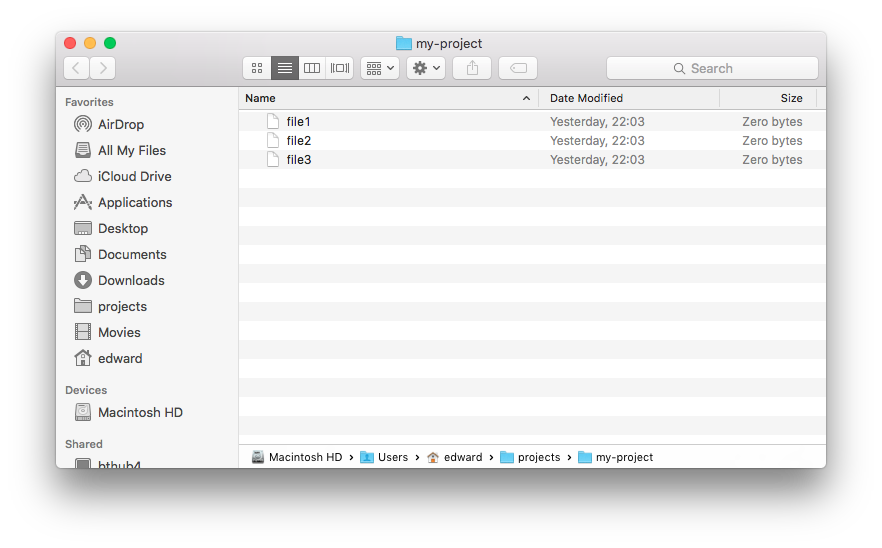 my-project
Search
Favorites
AirDrop
All My Files
iCloud Drive
Applications
Desktop
Documents
Downloads
projects
Movies
edward
Devices
Macintosh HD
Shared
bthub4
Name Date Modified Size
file1 Yesterday, 22:03 Zero bytes
file2 Yesterday, 22:03 Zero bytes
file3 Yesterday, 22:03 Zero bytes
Macintosh HD › Users › edward › projects › my-project